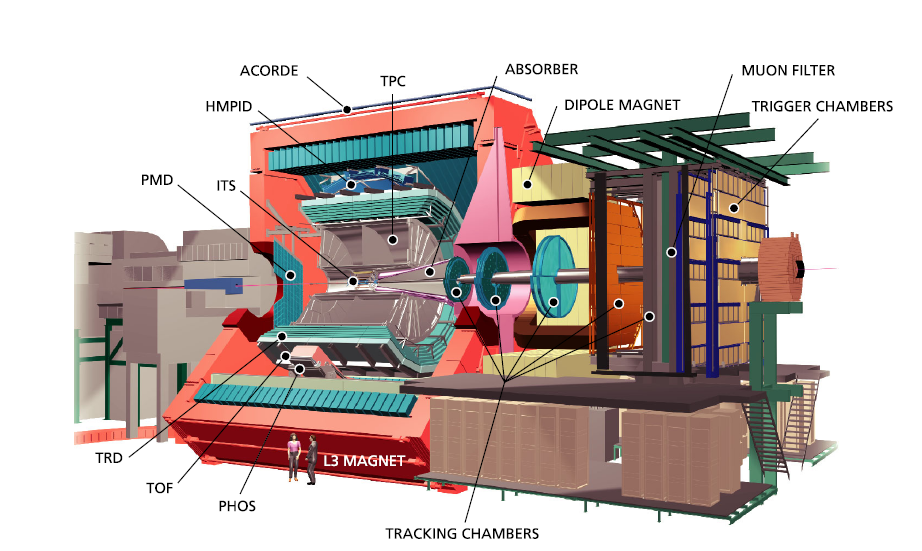 ACORDE
TPC
ABSORBER
MUON FILTER
HMPID
DIPOLE MAGNET
TRIGGER CHAMBERS
PMD
ITS
TRD
L3 MAGNET
TOF
PHOS
TRACKING CHAMBERS